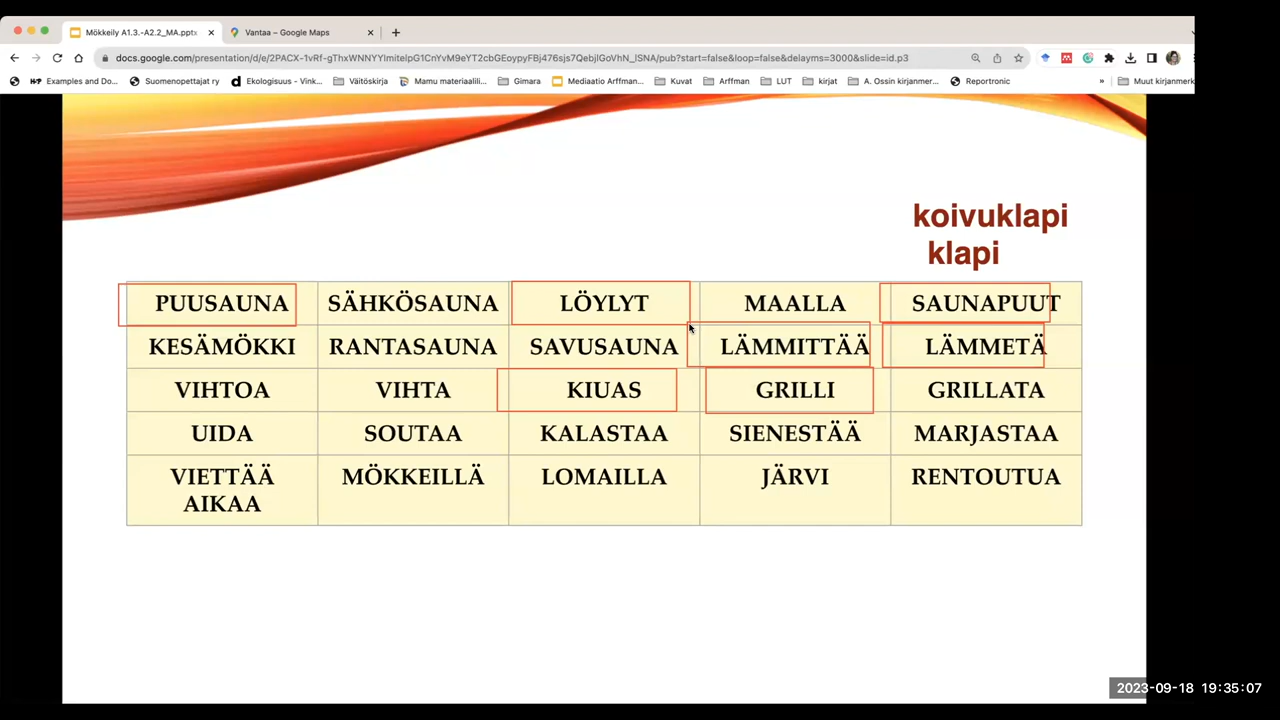 Mökkeily A1.3.-A2.2_MA.pptx
Vantaa – Google Maps
docs.google.com/presentation/d/e/2PACX-1vRf-gThxWNNYYlmitelpG1CnYvM9eYT2cbGEoypyFBj476sjs7QebjlGoVhN_lSNA/pub?start=false&loop=false&delayms=3000&slide=id.p3
Examples and Do... Suomenopettajat ry Ekologisuus - Vink... Väitöskirja Mamu materiaalili... Gimara Mediaatio Arffman... Kuvat Arffman LUT kirjat A. Ossin kirjanmer... Reportronic » Muut kirjanmerk
koivuklapi
klapi
PUUSAUNA SÄHKÖSAUNA LÖYLYT MAALLA SAUNAPUUT
KESÄMÖKKI RANTASAUNA SAVUSAUNA LÄMMITTÄÄ LÄMMETÄ
VIHTOA VIHTA KIUAS GRILLI GRILLATA
UIDA SOUTAA KALASTAA SIENESTÄÄ MARJASTAA
VIETTÄÄ MÖKKEILLÄ LOMAILLA JÄRVI RENTOUTUA
AIKAA
2023-09-18 19:35:07